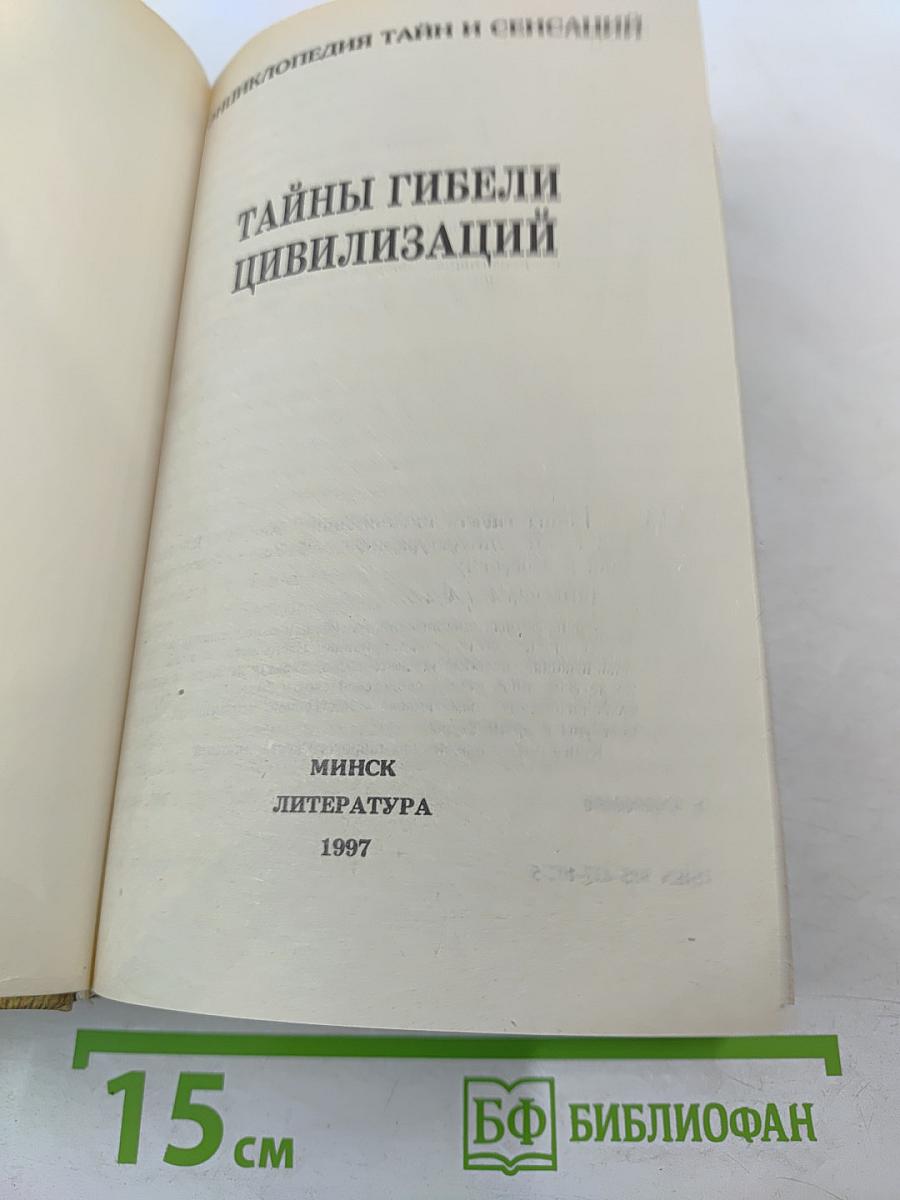 ЭНЦИКЛОПЕДИЯ ТАЙН И СЕНСАЦИЙ
ТАЙНЫ ГИБЕЛИ
ЦИВИЛИЗАЦИЙ
МИНСК
ЛИТЕРАТУРА
1997
15 см
БФ БИБЛИОФАН